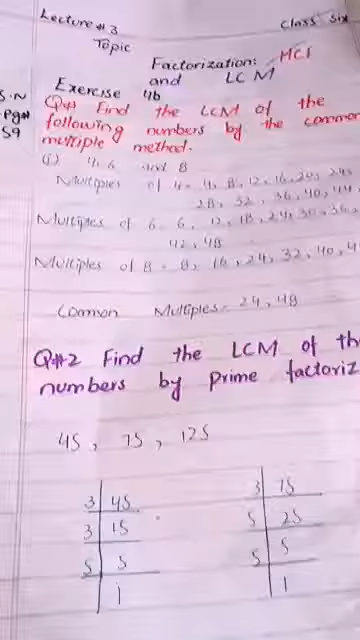 Lecture # 3
Class Six
Topic
Factorization: HCF
and LCM
Exercise 4b
S.N
Pg#
59
Q#1 Find the LCM of the
following numbers by the common
multiple method.
(i) 4, 6 and 8
Multiples of 4 = 4, 8, 12, 16, 20, 24
28, 32, 36, 40, 44,
Multiples of 6 = 6, 12, 18, 24, 30, 36,
42, 48
Multiples of 8 = 8, 16, 24, 32, 40, 4
Common Multiples = 24, 48
Q#2 Find the LCM of th
numbers by prime factoriz
45, 75, 125
3 45 3 75
3 15 5 25
5 5 5 5
1 1